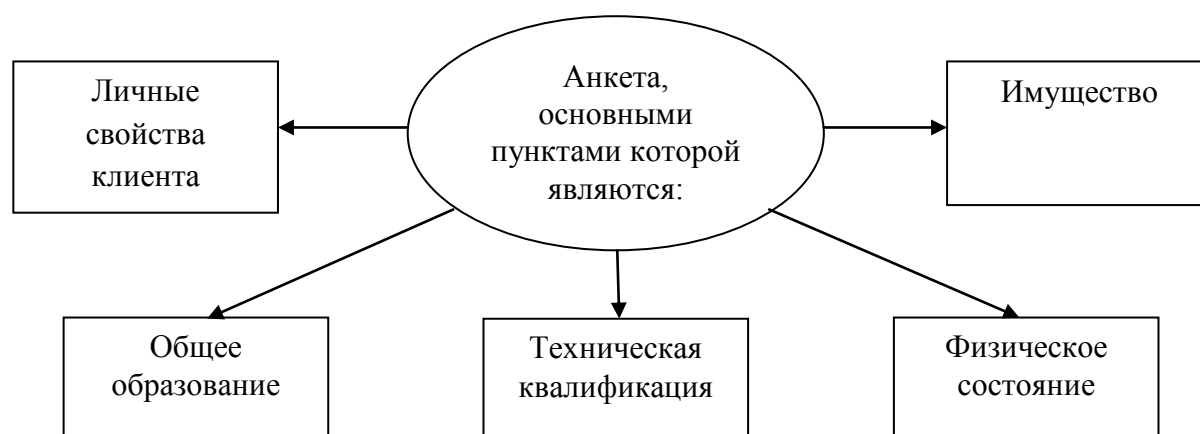 Личные
свойства
клиента
Анкета,
основными
пунктами которой
являются:
Имущество
Общее
образование
Техническая
квалификация
Физическое
состояние